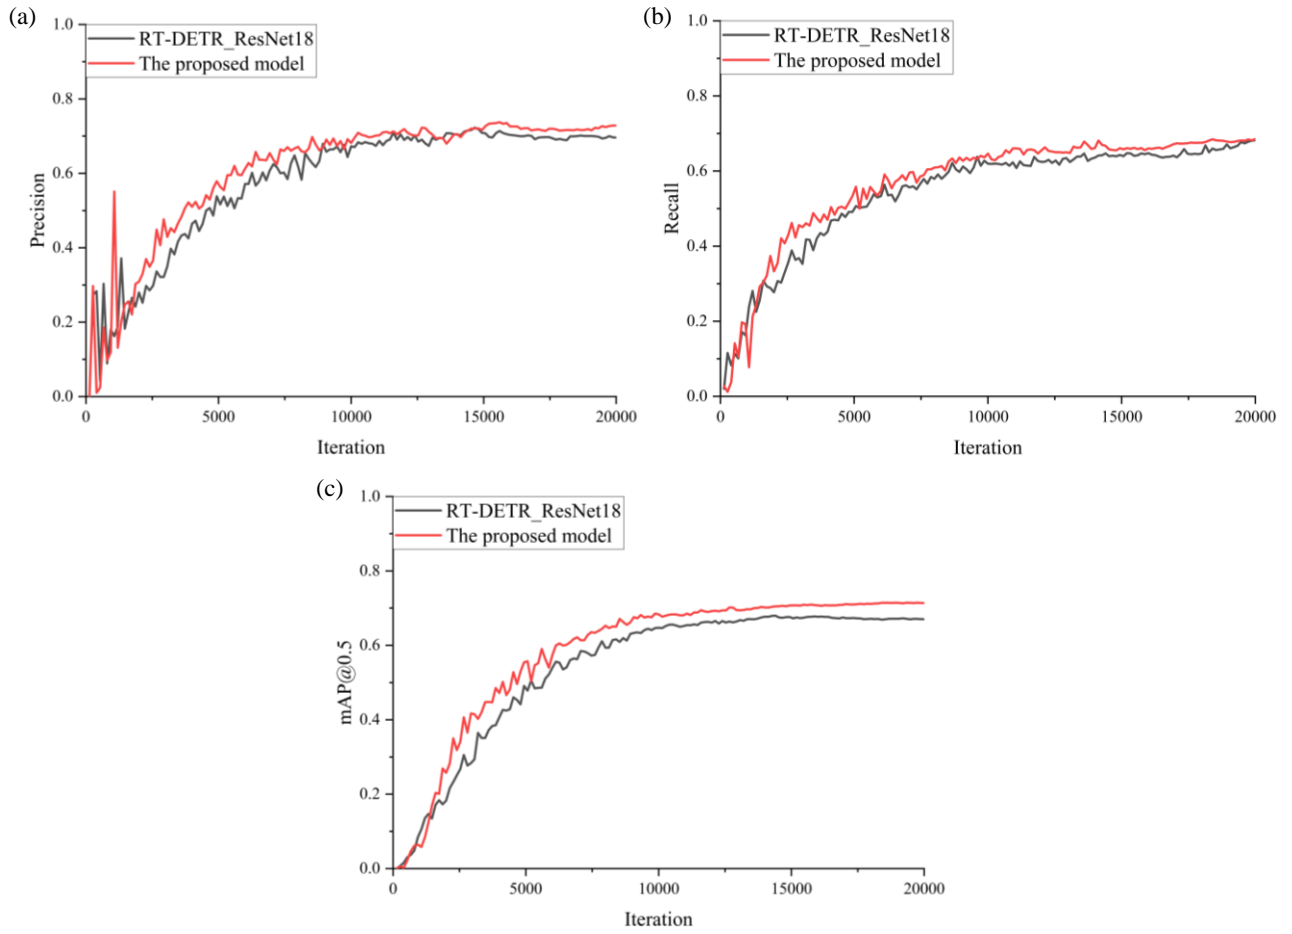 (a)
1.0
RT-DETR_ResNet18
The proposed model
0.8
0.6
Precision
0.4
0.2
0.0
0 5000 10000 15000 20000
Iteration
(b)
1.0
RT-DETR_ResNet18
The proposed model
0.8
0.6
Recall
0.4
0.2
0.0
0 5000 10000 15000 20000
Iteration
(c)
1.0
RT-DETR_ResNet18
The proposed model
0.8
0.6
mAP@0.5
0.4
0.2
0.0
0 5000 10000 15000 20000
Iteration